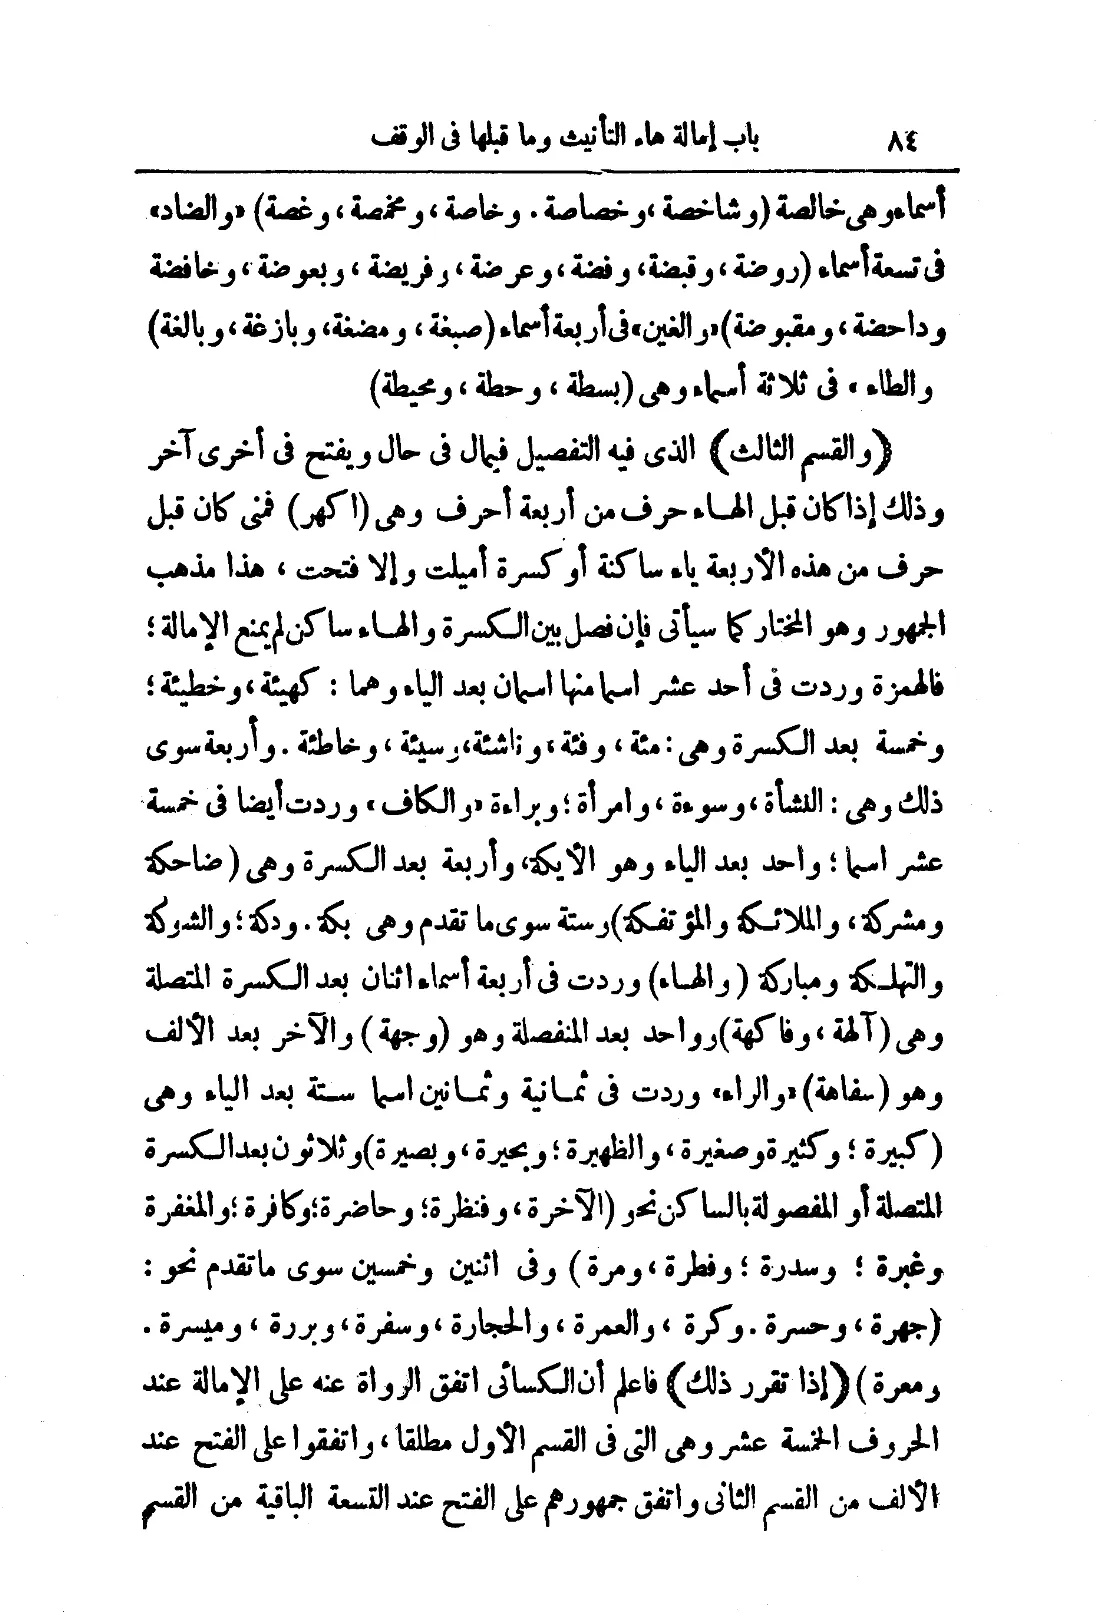 ٨٤ باب إمالة هاء التأنيث وما قبلها فى الوقف
أسماء وهى خالصة (وشاخصة ، وخصاصة . وخاصة ، ومخمصة ، وغصة) «والضاد»
فى تسعة أسماء (روضة ، وقبضة ، وفضة ، وعرضة ، وفريضة ، وبعوضة ، وخافضة
وداحضة ، ومقبوضة) «والغين» فى أربعة أسماء (صبغة ، ومضغة، وبازغة ، وبالغة)
والطاء » فى ثلاثة أسماء وهى (بسطة ، وحطة ، ومحيطة)
(والقسم الثالث) الذى فيه التفصيل فيمال فى حال ويفتح فى أخرى آخر
وذلك إذا كان قبل الهـاء حرف من أربعة أحرف وهى (اكهر) فمتى كان قبل
حرف من هذه الأربعة ياء ساكنة أو كسرة أميلت وإلا فتحت ، هذا مذهب
الجمهور وهو المختار كما سيأتى فإن فصل بين الكسرة والهـاء ساكن لم يمنع الإمالة ؛
فالهمزة وردت فى أحد عشر اسما منها اسمان بعد الياء وهما : كهيئة ، وخطيئة ؛
وخمسة بعد الكسرة وهى : مئة ، وفئة ، وناشئة، وسيئة ، وخاطئة . وأربعة سوى
ذلك وهى : النشأة ، وسوءة ، وامرأة ؛ وبراءة «والكاف» وردت أيضا فى خمسة
عشر اسما ؛ واحد بعد الياء وهو الأيكة، وأربعة بعد الكسرة وهى (ضاحكة
ومشركة ، والملائـكة والمؤتفكة) وستة سوى ما تقدم وهى بكة . ودكة ؛ والشوكة
والتهلـكة ومباركة (والهـاء) وردت فى أربعة أسماء اثنان بعد الكسرة المتصلة
وهى (آلهة ، وفاكهة) وواحد بعد المنفصلة وهو (وجهة) والآخر بعد الألف
وهو (سفاهة) «والراء» وردت فى ثمـانية وثمـانين اسما ستة بعد الياء وهى
(كبيرة ؛ وكثيرة وصغيرة ، والظهيرة ؛ وبحيرة ، وبصيرة) وثلاثون بعد الكسرة
المتصلة أو المفصولة بالساكن نحو (الآخرة ، وفنظرة ؛ وحاضرة ؛ وكافرة ؛ والمغفرة
وغبرة ؛ وسدرة ؛ وفطرة ، ومرة) وفى اثنين وخمسين سوى ما تقدم نحو :
(جهرة ، وحسرة . وكرة ، والعمرة ، والحجارة ، وسفرة ، وبررة ، وميسرة .
ومعرة) (إذا تقرر ذلك) فاعلم أن الكسائى اتفق الرواة عنه على الإمالة عند
الحروف الخمسة عشر وهى التى فى القسم الأول مطلقا ، واتفقوا على الفتح عند
الألف من القسم الثانى واتفق جمهورهم على الفتح عند التسعة الباقية من القسم